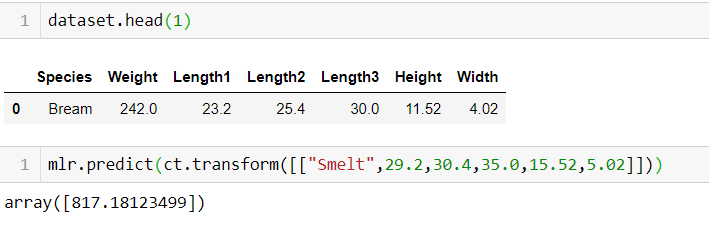 1 dataset.head(1)
Species Weight Length1 Length2 Length3 Height Width
0 Bream 242.0 23.2 25.4 30.0 11.52 4.02
1 mlr.predict(ct.transform([["Smelt",29.2,30.4,35.0,15.52,5.02]]))
array([817.18123499])